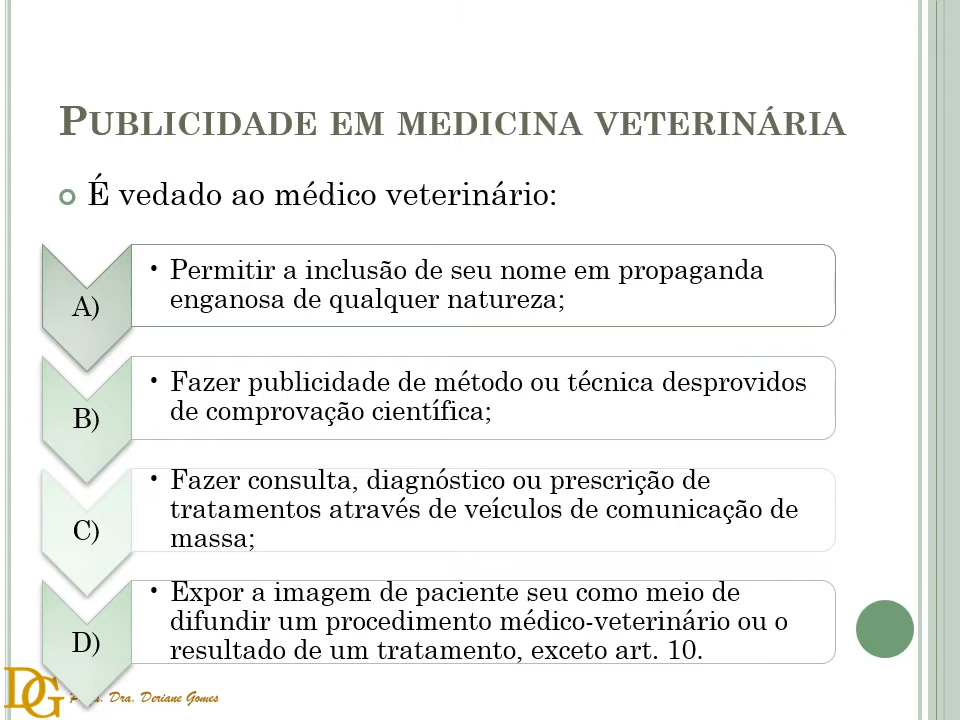 PUBLICIDADE EM MEDICINA VETERINÁRIA
É vedado ao médico veterinário:
A)
• Permitir a inclusão de seu nome em propaganda
enganosa de qualquer natureza;
B)
• Fazer publicidade de método ou técnica desprovidos
de comprovação científica;
C)
• Fazer consulta, diagnóstico ou prescrição de
tratamentos através de veículos de comunicação de
massa;
D)
• Expor a imagem de paciente seu como meio de
difundir um procedimento médico-veterinário ou o
resultado de um tratamento, exceto art. 10.
DG
Dra. Deriane Gomes